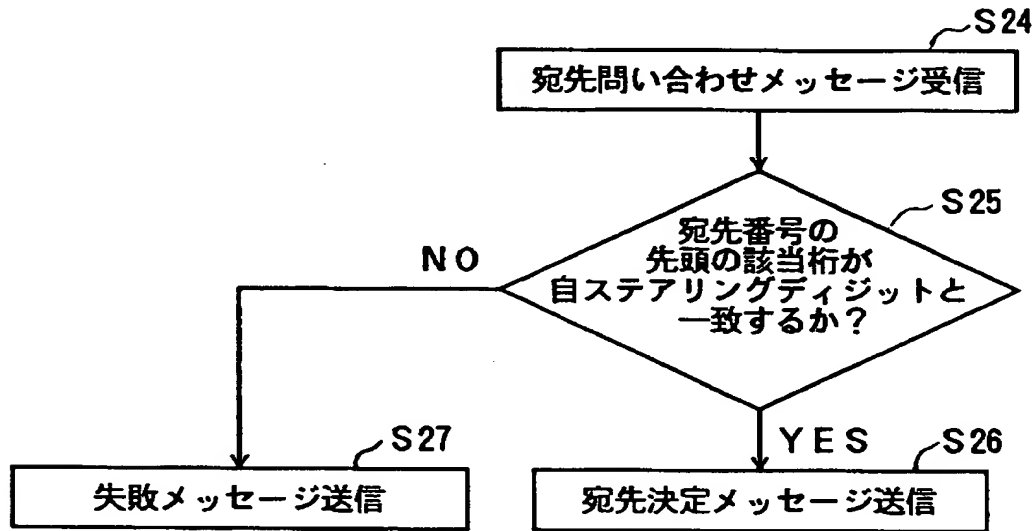 S24
宛先問い合わせメッセージ受信
S25
宛先番号の
先頭の該当桁が
自ステアリングディジットと
一致するか？
NO
YES
S27
失敗メッセージ送信
S26
宛先決定メッセージ送信